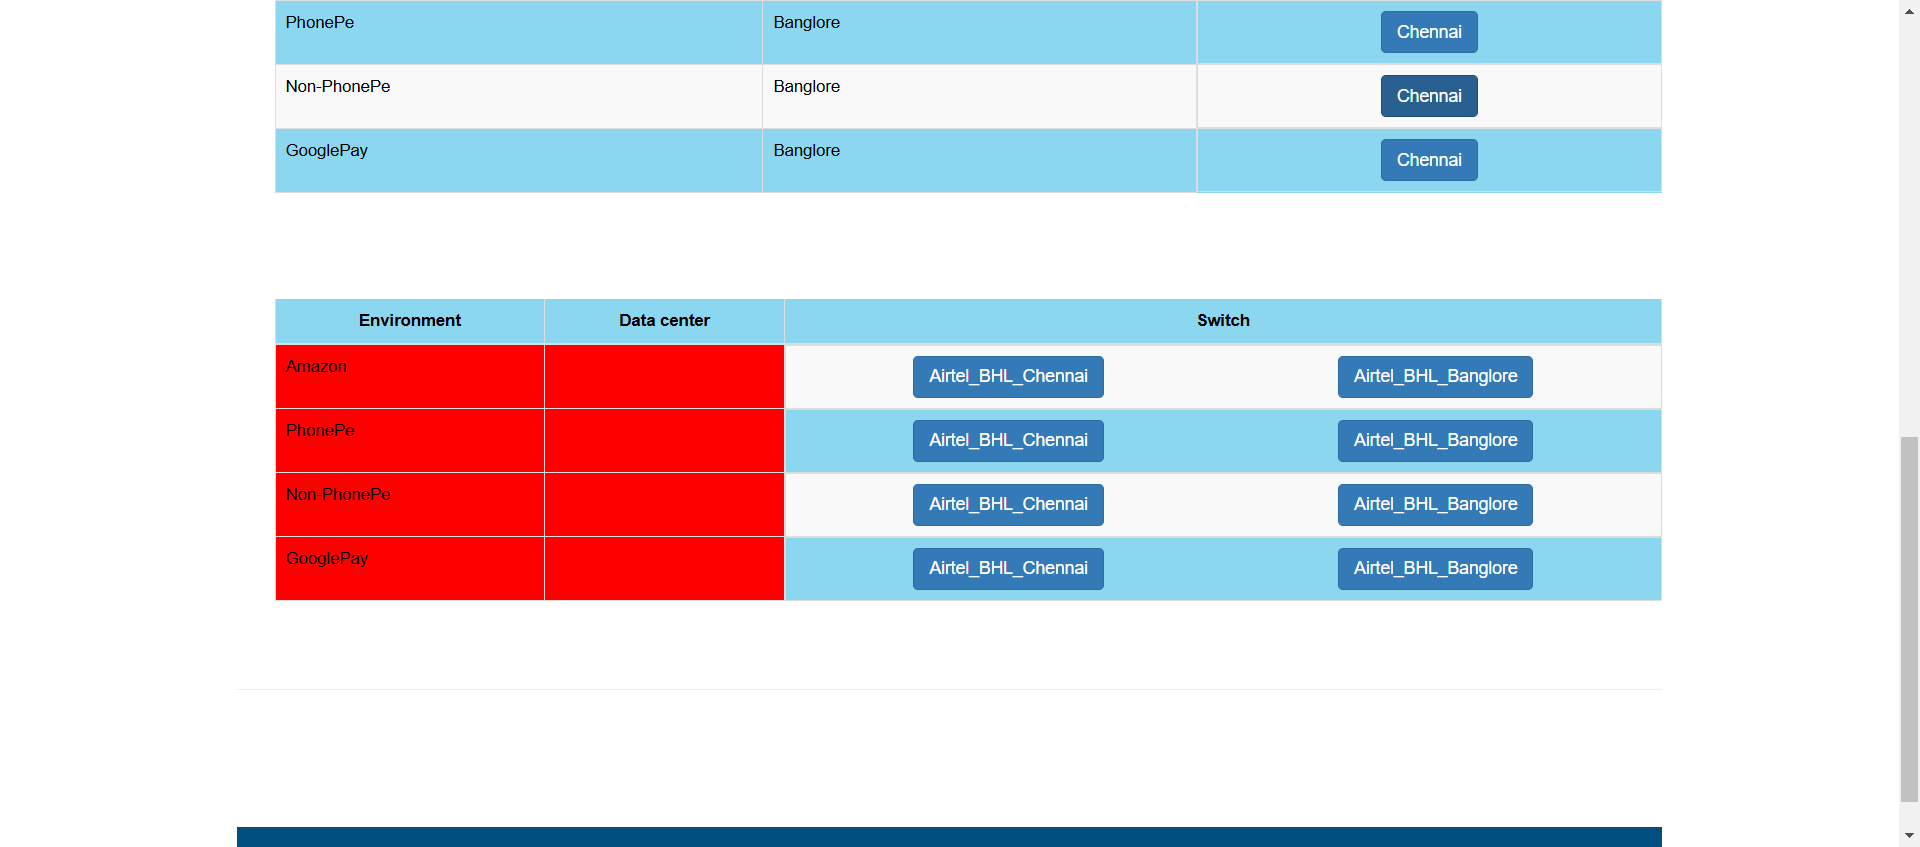 PhonePe Banglore Chennai
Non-PhonePe Banglore Chennai
GooglePay Banglore Chennai
Environment Data center Switch
Amazon Airtel_BHL_Chennai Airtel_BHL_Banglore
PhonePe Airtel_BHL_Chennai Airtel_BHL_Banglore
Non-PhonePe Airtel_BHL_Chennai Airtel_BHL_Banglore
GooglePay Airtel_BHL_Chennai Airtel_BHL_Banglore